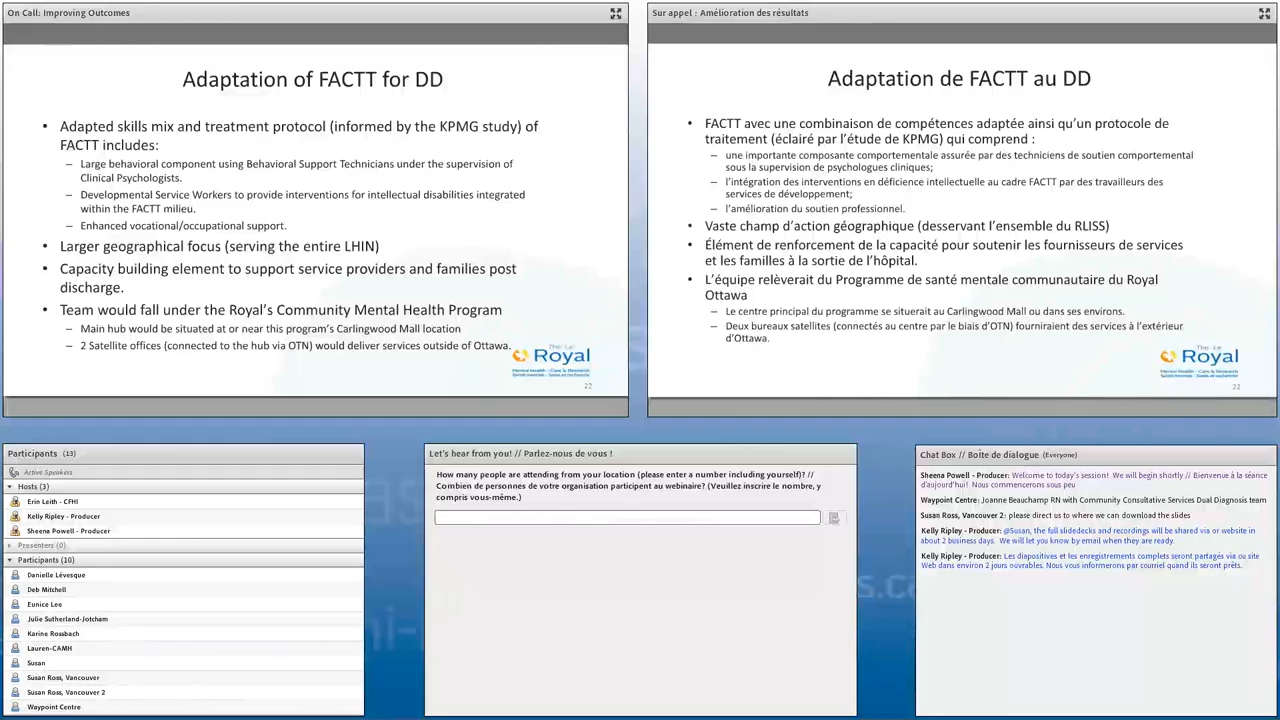 On Call: Improving Outcomes
Adaptation of FACTT for DD
• Adapted skills mix and treatment protocol (informed by the KPMG study) of
FACTT includes:
– Large behavioral component using Behavioral Support Technicians under the supervision of
Clinical Psychologists.
– Developmental Service Workers to provide interventions for intellectual disabilities integrated
within the FACTT milieu.
– Enhanced vocational/occupational support.
• Larger geographical focus (serving the entire LHIN)
• Capacity building element to support service providers and families post
discharge.
• Team would fall under the Royal's Community Mental Health Program
– Main hub would be situated at or near this program's Carlingwood Mall location
– 2 Satellite offices (connected to the hub via OTN) would deliver services outside of Ottawa.
The Le
Royal
Mental Health - Care & Research
22
Sur appel : Amélioration des résultats
Adaptation de FACTT au DD
• FACTT avec une combinaison de compétences adaptée ainsi qu'un protocole de
traitement (éclairé par l'étude de KPMG) qui comprend :
– une importante composante comportementale assurée par des techniciens de soutien comportemental
sous la supervision de psychologues cliniques;
– l'intégration des interventions en déficience intellectuelle au cadre FACTT par des travailleurs des
services de développement;
– l'amélioration du soutien professionnel.
• Vaste champ d'action géographique (desservant l'ensemble du RLISS)
• Élément de renforcement de la capacité pour soutenir les fournisseurs de services
et les familles à la sortie de l'hôpital.
• L'équipe relèverait du Programme de santé mentale communautaire du Royal
Ottawa
– Le centre principal du programme se situerait au Carlingwood Mall ou dans ses environs.
– Deux bureaux satellites (connectés au centre par le biais d'OTN) fourniraient des services à l'extérieur
d'Ottawa.
The Le
Royal
Mental Health - Care & Research
22
Participants (13)
Active Speakers
Hosts (3)
Erin Leith - CFHI
Kelly Ripley - Producer
Sheena Powell - Producer
Presenters (0)
Participants (10)
Danielle Lévesque
Deb Mitchell
Eunice Lee
Julie Sutherland-Jotcham
Karine Rossbach
Lauren-CAMH
Susan
Susan Ross, Vancouver
Susan Ross, Vancouver 2
Waypoint Centre
Let's hear from you! // Parlez-nous de vous !
How many people are attending from your location (please enter a number including yourself)? //
Combien de personnes de votre organisation participent au webinaire? (Veuillez inscrire le nombre, y
compris vous-même.)
Chat Box // Boîte de dialogue (Everyone)
Sheena Powell - Producer: Welcome to today's session! We will begin shortly // Bienvenue à la séance
d'aujourd'hui! Nous commencerons sous peu
Waypoint Centre: Joanne Beauchamp RN with Community Consultative Services Dual Diagnosis team
Susan Ross, Vancouver 2: please direct us to where we can download the slides
Kelly Ripley - Producer: @Susan, the full slidedecks and recordings will be shared via or website in
about 2 business days. We will let you know by email when they are ready.
Kelly Ripley - Producer: Les diapositives et les enregistrements complets seront partagés via ou site
Web dans environ 2 jours ouvrables. Nous vous informerons par courriel quand ils seront prêts.